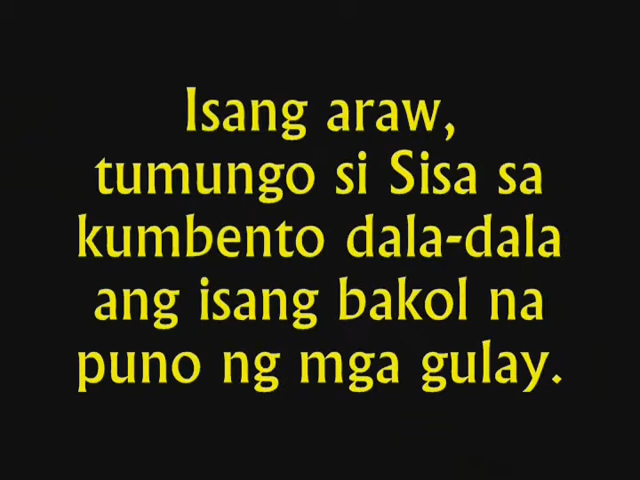 Isang araw,
tumungo si Sisa sa
kumbento dala-dala
ang isang bakol na
puno ng mga gulay.